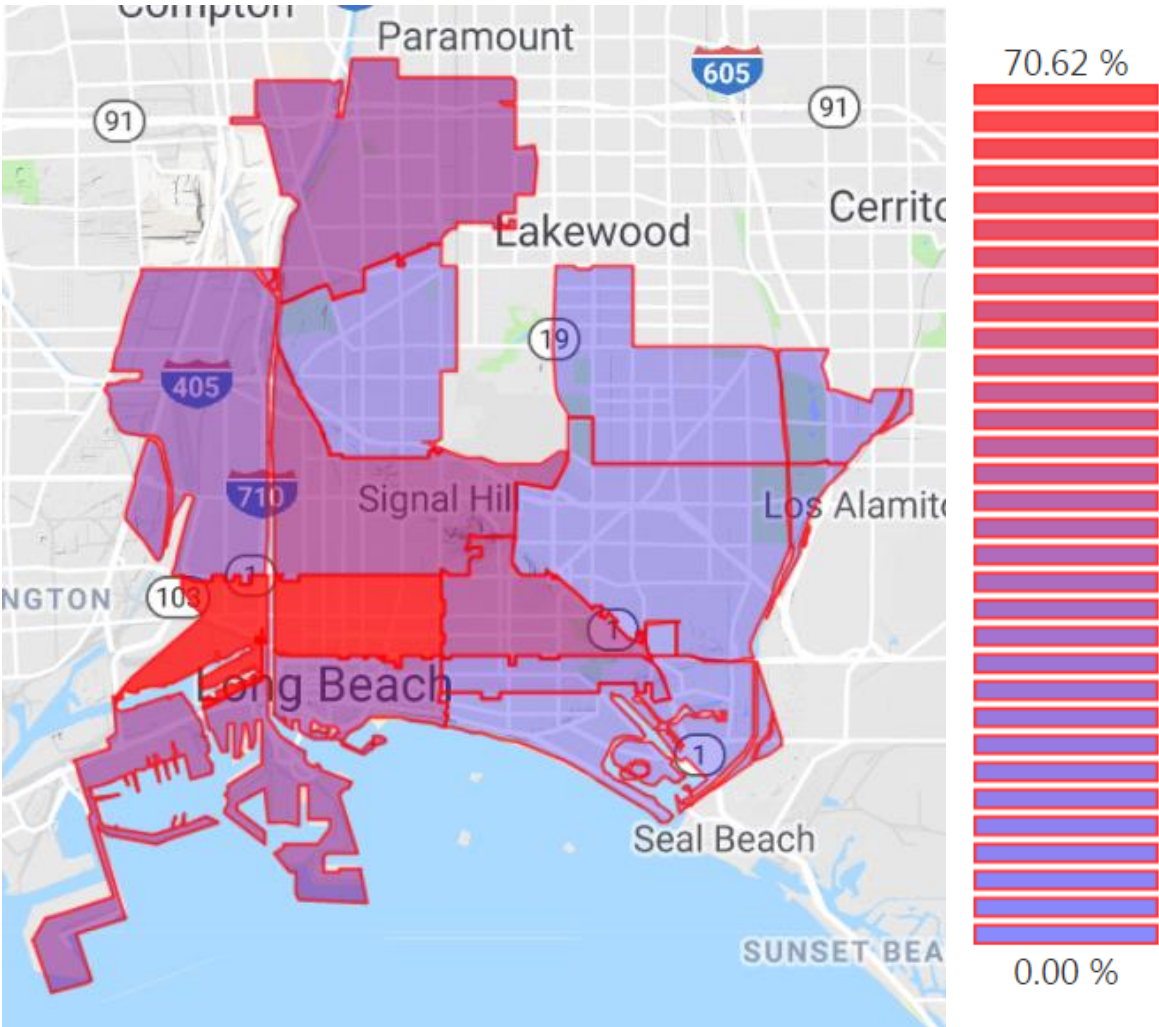 Compton
Paramount
605
91
91
Cerrito
Lakewood
19
405
710
Signal Hill
Los Alamito
1
NGTON
103
1
Long Beach
1
Seal Beach
SUNSET BEA
70.62 %
0.00 %